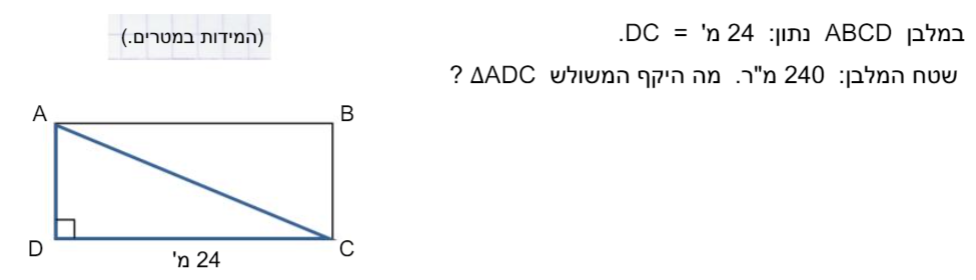 במלבן ABCD נתון: 24 מ' = DC.
שטח המלבן: 240 מ"ר. מה היקף המשולש ΔADC ?
(המידות במטרים.)
A
B
D
C
24 מ'